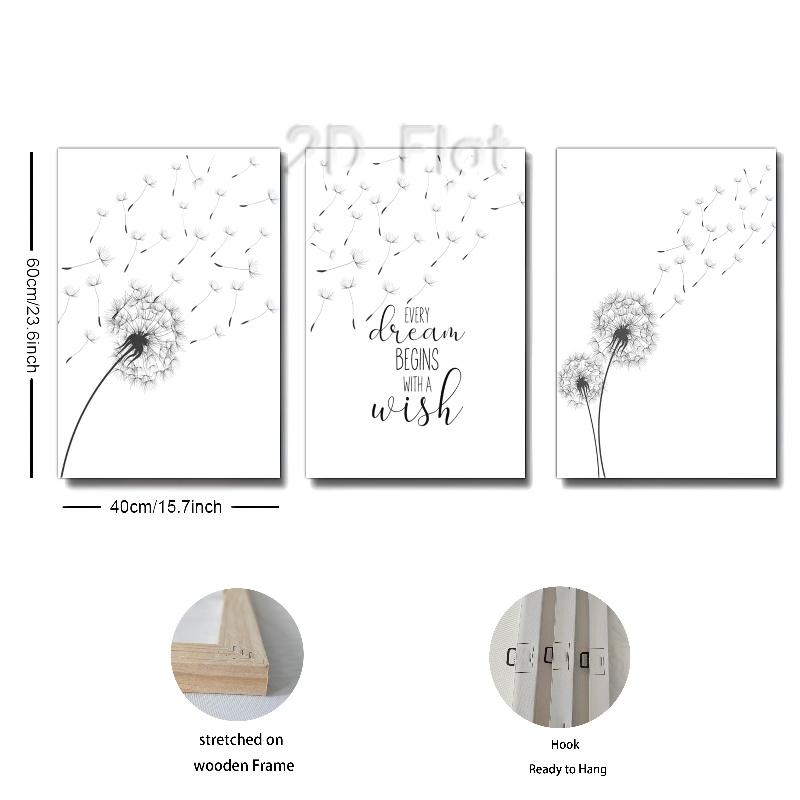 2D Flat
60cm/23.6inch
EVERY
dream
BEGINS
WITH A
wish
40cm/15.7inch
stretched on
wooden Frame
Hook
Ready to Hang